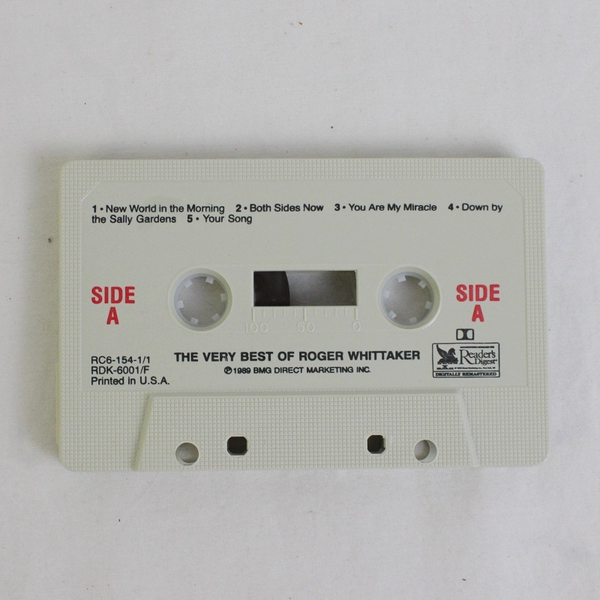 1 • New World in the Morning 2 • Both Sides Now 3 • You Are My Miracle 4 • Down by
the Sally Gardens 5 • Your Song
SIDE
A
SIDE
A
100 50 0
RC6-154-1/1
RDK-6001/F
Printed in U.S.A.
THE VERY BEST OF ROGER WHITTAKER
℗1989 BMG DIRECT MARKETING INC.
Reader's
Digest
DIGITALLY REMASTERED